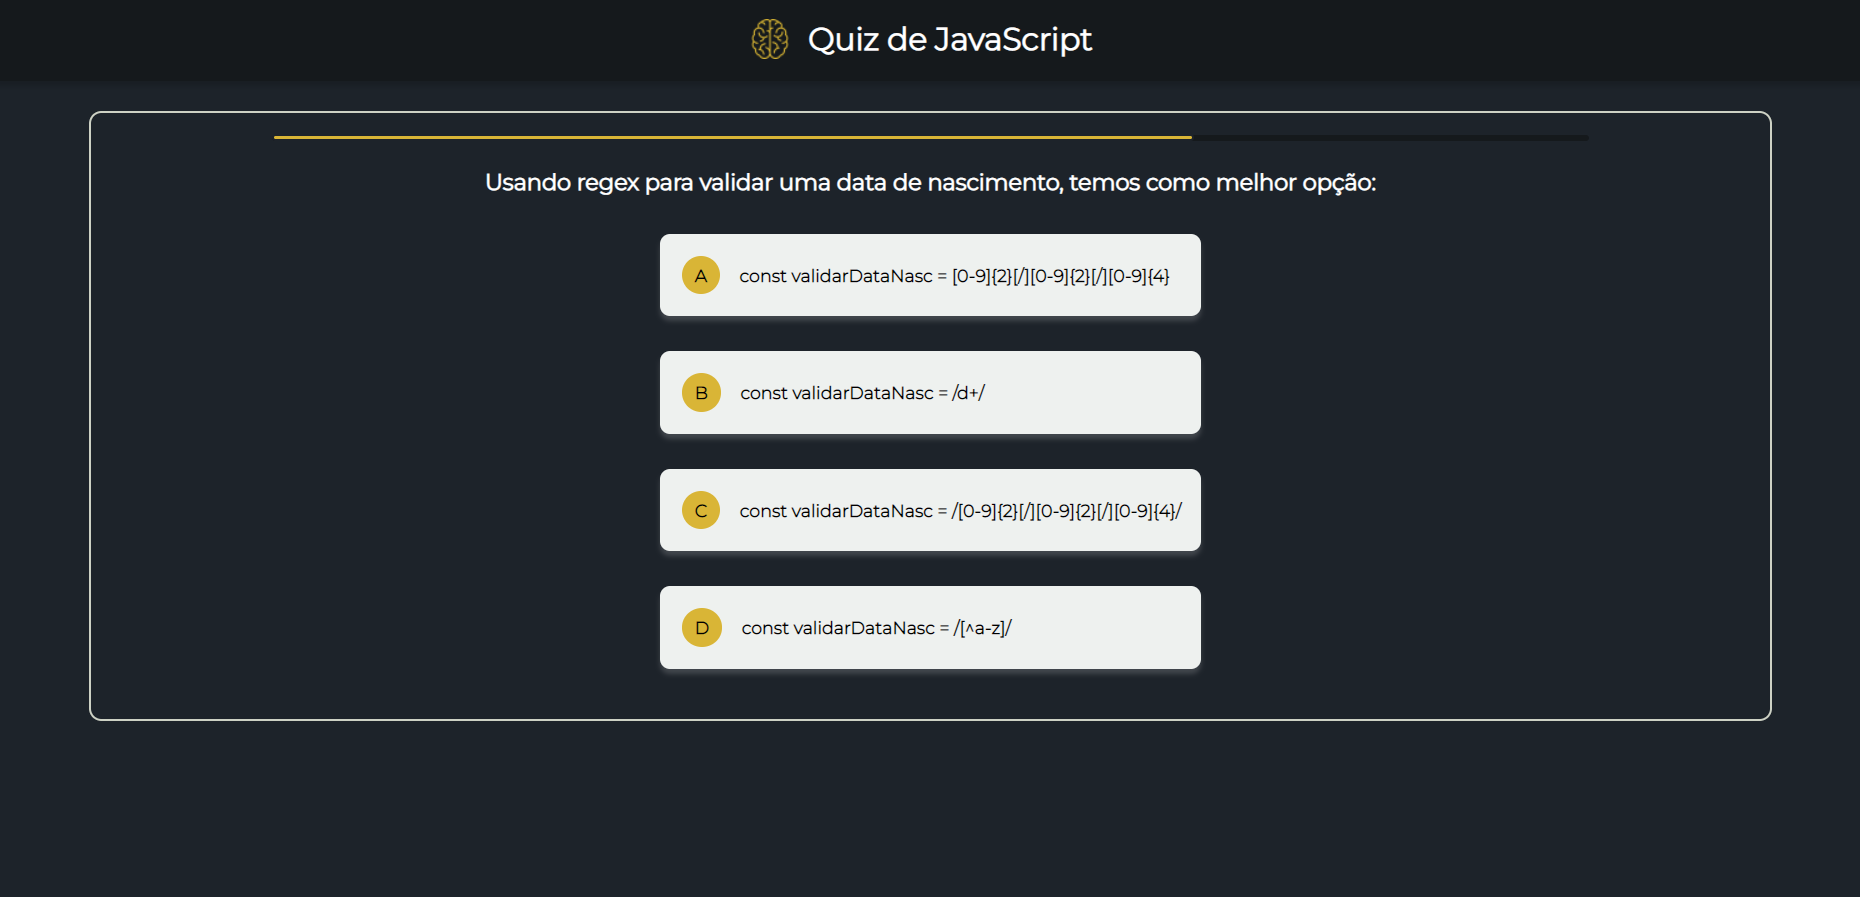 Quiz de JavaScript
Usando regex para validar uma data de nascimento, temos como melhor opção:
A const validarDataNasc = [0-9]{2}[/][0-9]{2}[/][0-9]{4}
B const validarDataNasc = /d+/
C const validarDataNasc = /[0-9]{2}[/][0-9]{2}[/][0-9]{4}/
D const validarDataNasc = /[^a-z]/